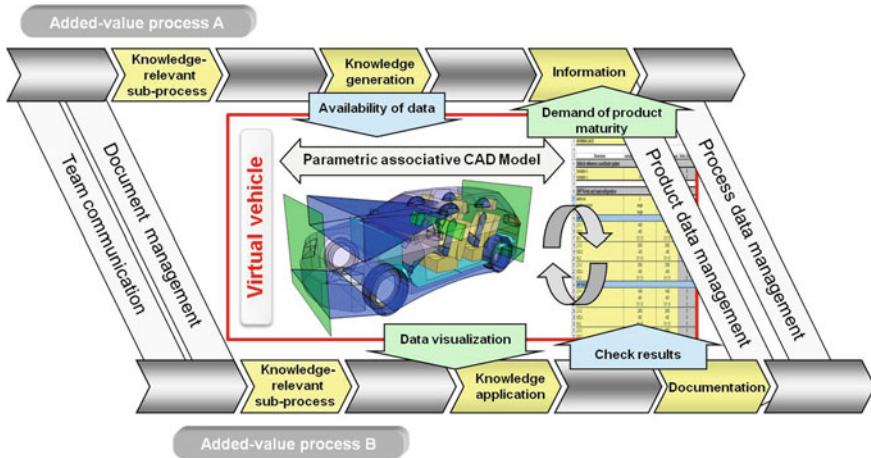 Added-value process A
Knowledge-
relevant
sub-process
Knowledge
generation
Information
Availability of data
Demand of product
maturity
Parametric associative CAD Model
Virtual vehicle
Team communication
Document management
Product data management
Process data management
Data visualization
Check results
Knowledge-
relevant
sub-process
Knowledge
application
Documentation
Added-value process B